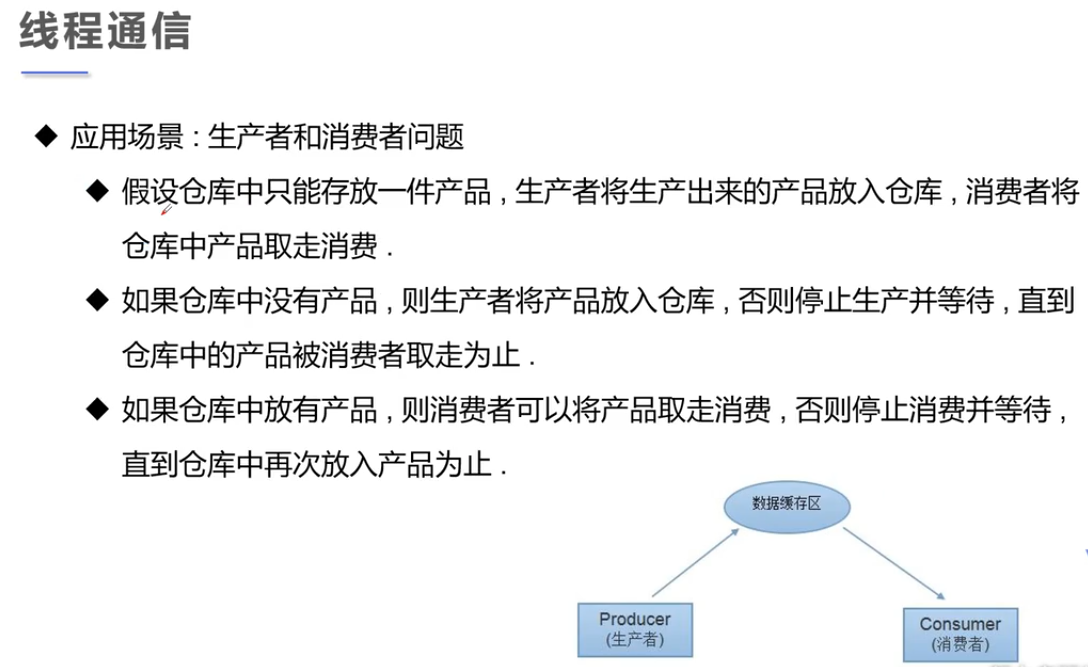 线程通信
应用场景 : 生产者和消费者问题
假设仓库中只能存放一件产品 , 生产者将生产出来的产品放入仓库 , 消费者将
仓库中产品取走消费 .
如果仓库中没有产品 , 则生产者将产品放入仓库 , 否则停止生产并等待 , 直到
仓库中的产品被消费者取走为止 .
如果仓库中放有产品 , 则消费者可以将产品取走消费 , 否则停止消费并等待 ,
直到仓库中再次放入产品为止 .
数据缓存区
Producer
(生产者)
Consumer
(消费者)